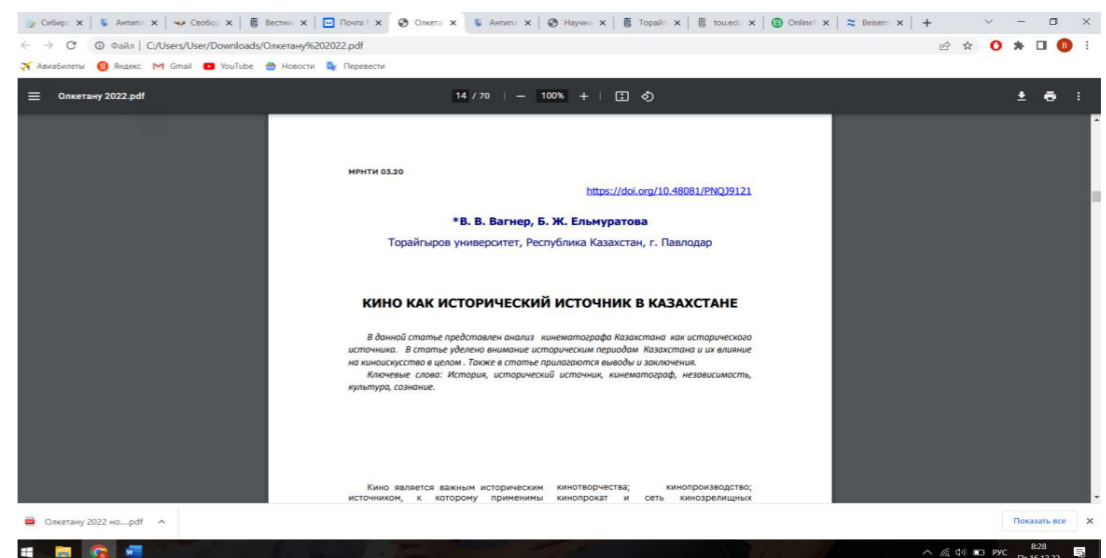 Сибир
Антипл
Свобо
Вестни
Почта
Олкета
Антипл
Научн
Торайг
tou.edu
Online
Beisem
Файл | C:/Users/User/Downloads/Олкетану%202022.pdf
Авиабилеты Яндекс Gmail YouTube Новости Перевести
Олкетану 2022.pdf
14 / 70 | − 100% +
МРНТИ 03.20
https://doi.org/10.48081/PNQJ9121
*В. В. Вагнер, Б. Ж. Ельмуратова
Торайгыров университет, Республика Казахстан, г. Павлодар
КИНО КАК ИСТОРИЧЕСКИЙ ИСТОЧНИК В КАЗАХСТАНЕ
В данной статье представлен анализ кинематографа Казахстана как исторического
источника. В статье уделено внимание историческим периодам Казахстана и их влияние
на киноискусство в целом . Также в статье прилагаются выводы и заключения.
Ключевые слова: История, исторический источник, кинематограф, независимость,
культура, сознание.
Кино является важным историческим
источником, к которому применимы
кинотворчества; кинопроизводство;
кинопрокат и сеть кинозрелищных
Олкетану 2022 но....pdf
Показать все
РУС
8:28